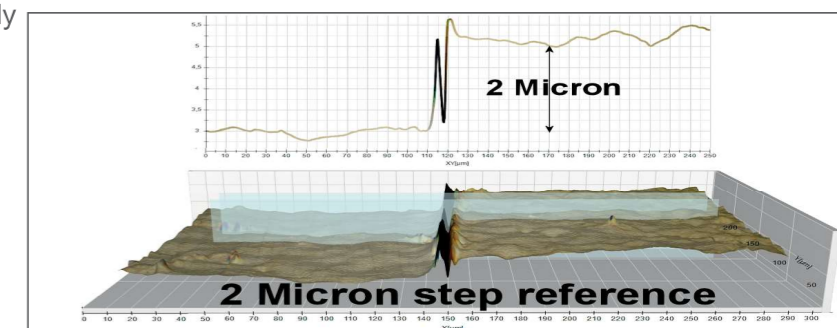 ly
5,5
5
4,5
4
3,5
3
0 10 20 30 40 50 60 70 80 90 100 110 120 130 140 150 160 170 180 190 200 210 220 230 240 250
XY[µm]
2 Micron
200
150
100
50
Y[µm]
2 Micron step reference
0 10 20 30 40 50 60 70 80 90 100 110 120 130 140 150 160 170 180 190 200 210 220 230 240 250 260 270 280 290 300
X[µm]